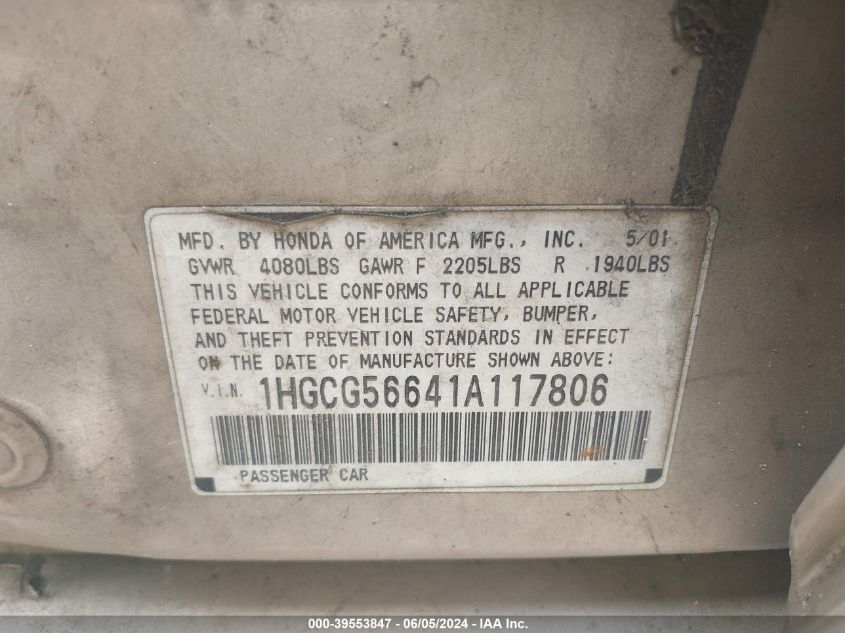 MFD. BY HONDA OF AMERICA MFG., INC. 5/01
GVWR 4080LBS GAWR F 2205LBS R 1940LBS
THIS VEHICLE CONFORMS TO ALL APPLICABLE
FEDERAL MOTOR VEHICLE SAFETY, BUMPER,
AND THEFT PREVENTION STANDARDS IN EFFECT
ON THE DATE OF MANUFACTURE SHOWN ABOVE:
V.I.N. 1HGCG56641A117806
PASSENGER CAR
000-39553847 - 06/05/2024 - IAA Inc.